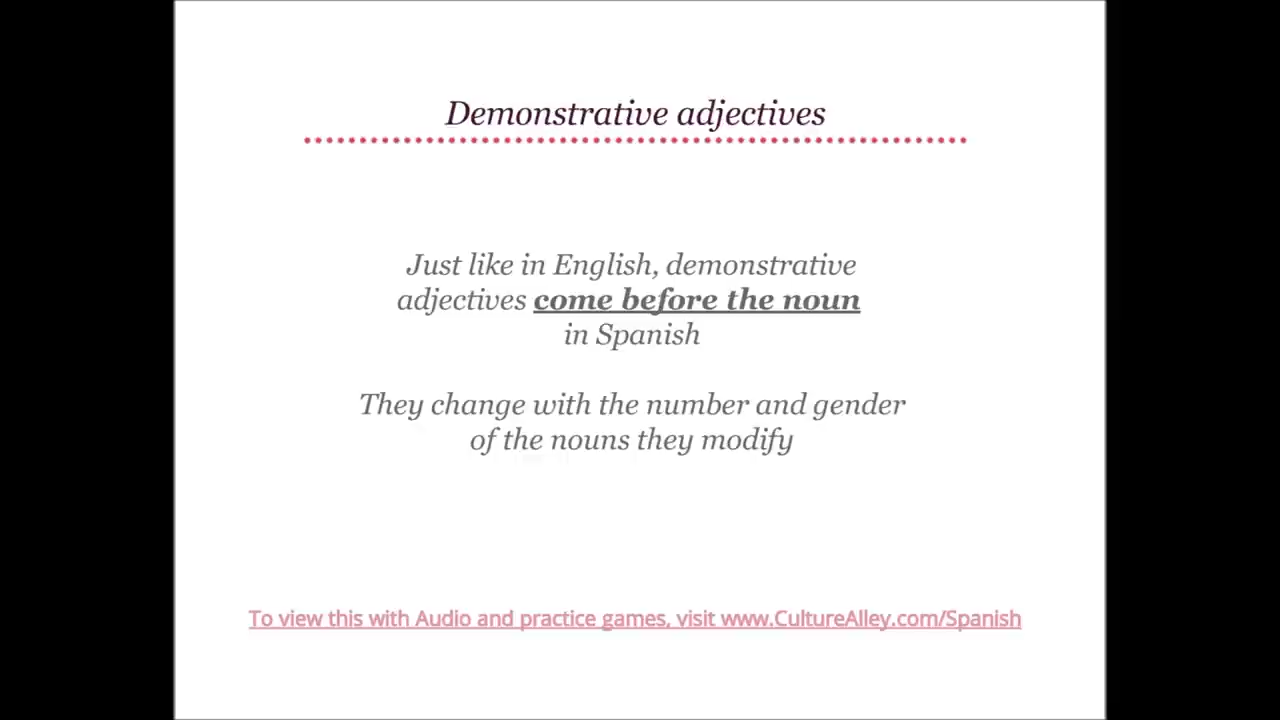 Demonstrative adjectives
Just like in English, demonstrative
adjectives come before the noun
in Spanish
They change with the number and gender
of the nouns they modify
To view this with Audio and practice games, visit www.CultureAlley.com/Spanish